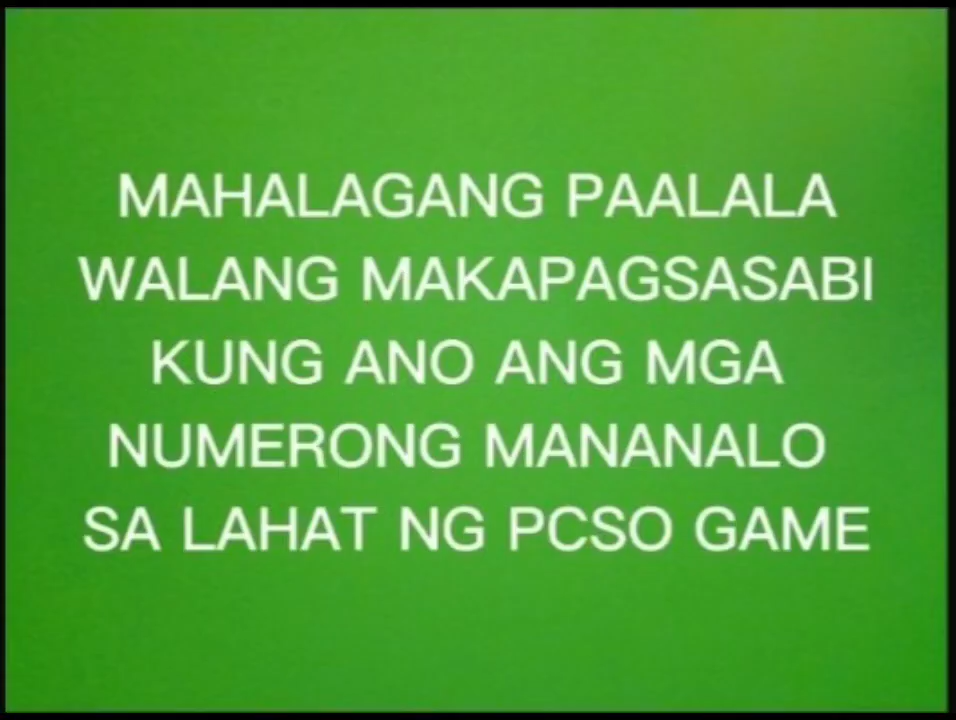 MAHALAGANG PAALALA
WALANG MAKAPAGSASABI
KUNG ANO ANG MGA
NUMERONG MANANALO
SA LAHAT NG PCSO GAME